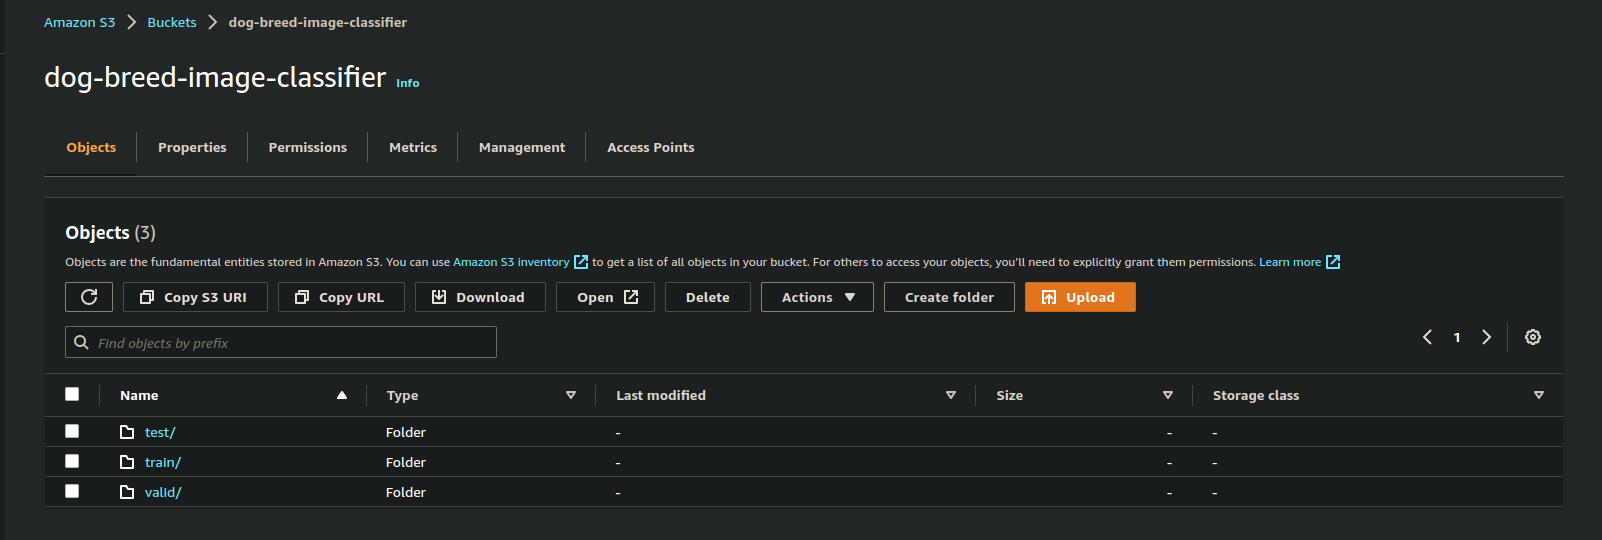 Amazon S3 > Buckets > dog-breed-image-classifier
dog-breed-image-classifier Info
Objects Properties Permissions Metrics Management Access Points
Objects (3)
Objects are the fundamental entities stored in Amazon S3. You can use Amazon S3 inventory to get a list of all objects in your bucket. For others to access your objects, you'll need to explicitly grant them permissions. Learn more
Copy S3 URI Copy URL Download Open Delete Actions Create folder Upload
Find objects by prefix < 1 >
Name Type Last modified Size Storage class
test/ Folder - - -
train/ Folder - - -
valid/ Folder - - -